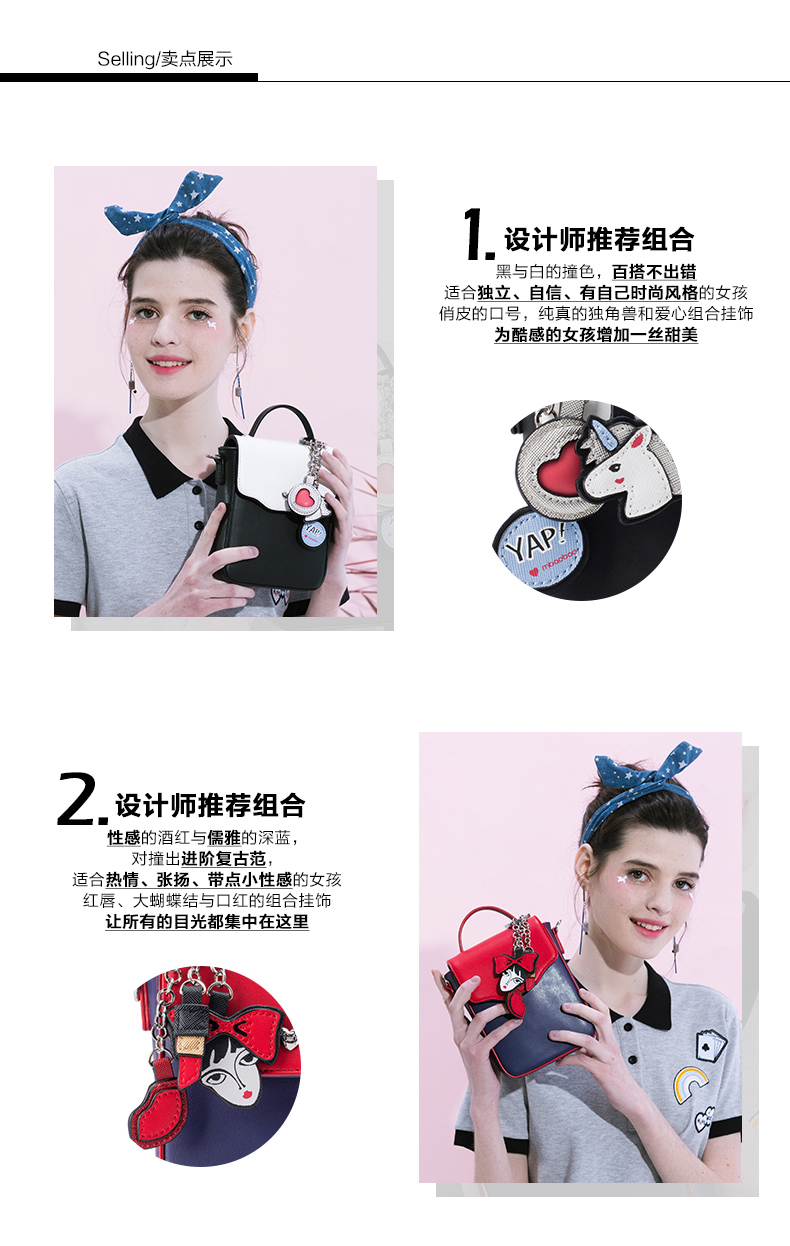 Selling/卖点展示
1.
设计师推荐组合
黑与白的撞色，百搭不出错
适合独立、自信、有自己时尚风格的女孩
俏皮的口号，纯真的独角兽和爱心组合挂饰
为酷感的女孩增加一丝甜美
YAP!
YAP!
mbaobao
2.
设计师推荐组合
性感的酒红与儒雅的深蓝，
对撞出进阶复古范，
适合热情、张扬、带点小性感的女孩
红唇、大蝴蝶结与口红的组合挂饰
让所有的目光都集中在这里